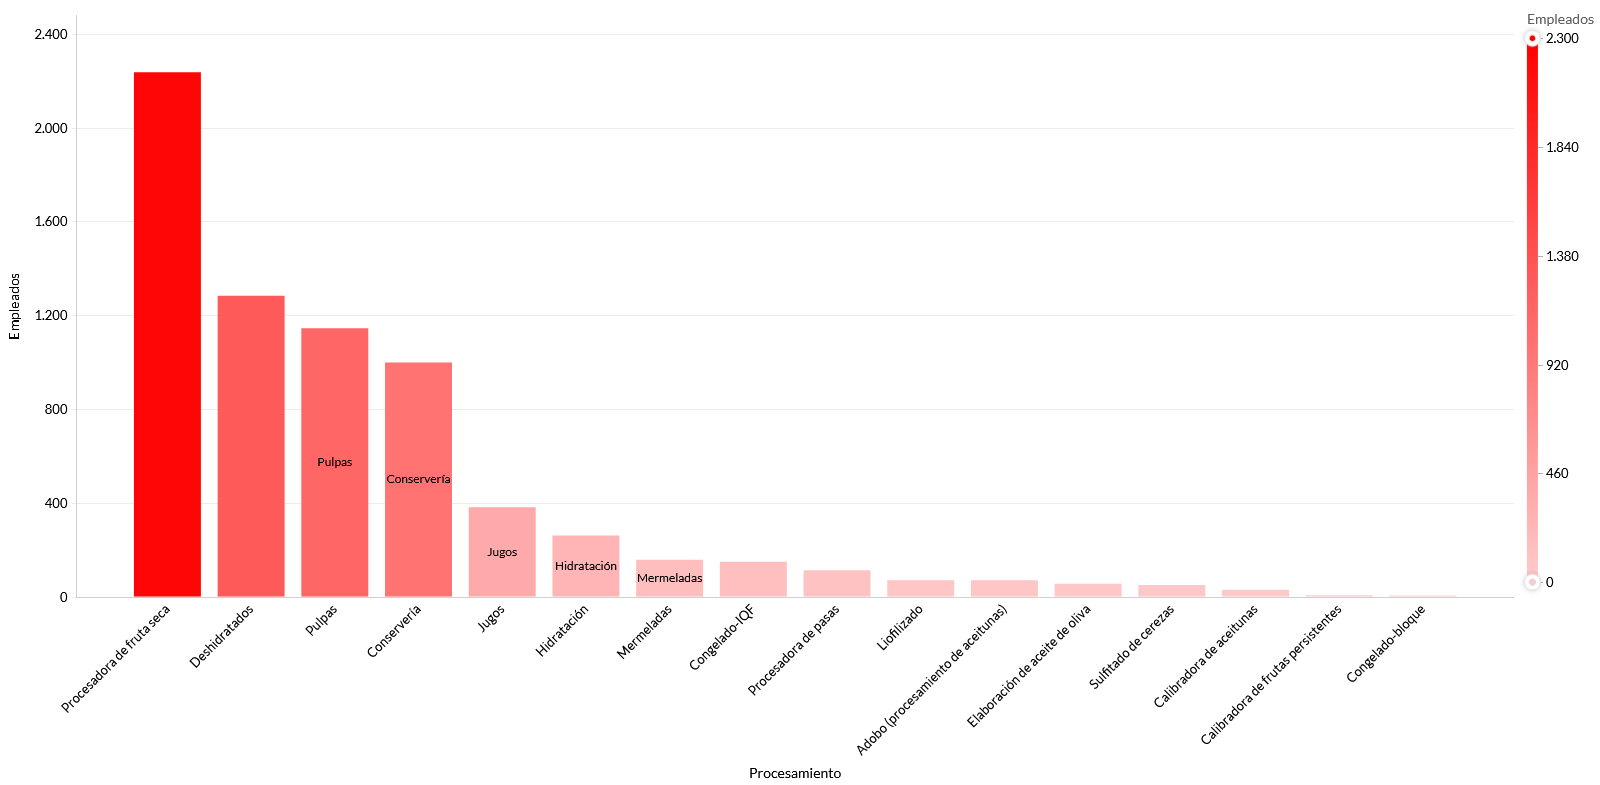 Empleados
2.400
2.000
1.600
1.200
800
400
0
Empleados
2.300
1.840
1.380
920
460
0
Pulpas
Conservería
Jugos
Hidratación
Mermeladas
Procesadora de fruta seca
Deshidratados
Pulpas
Conservería
Jugos
Hidratación
Mermeladas
Congelado-IQF
Procesadora de pasas
Liofilizado
Adobo (procesamiento de aceitunas)
Elaboración de aceite de oliva
Sulfitado de cerezas
Calibradora de aceitunas
Calibradora de frutas persistentes
Congelado-bloque
Procesamiento